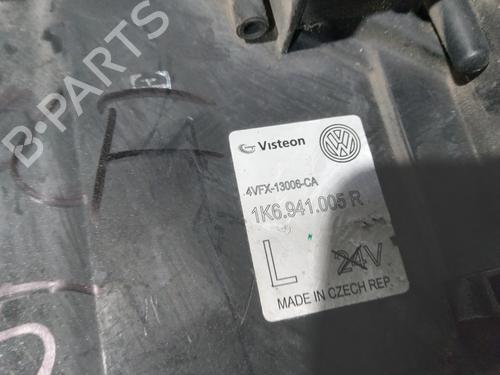 B-PARTS
Visteon
4VFX-13006-CA
1K6.941.005 R
L 24V
MADE IN CZECH REP.